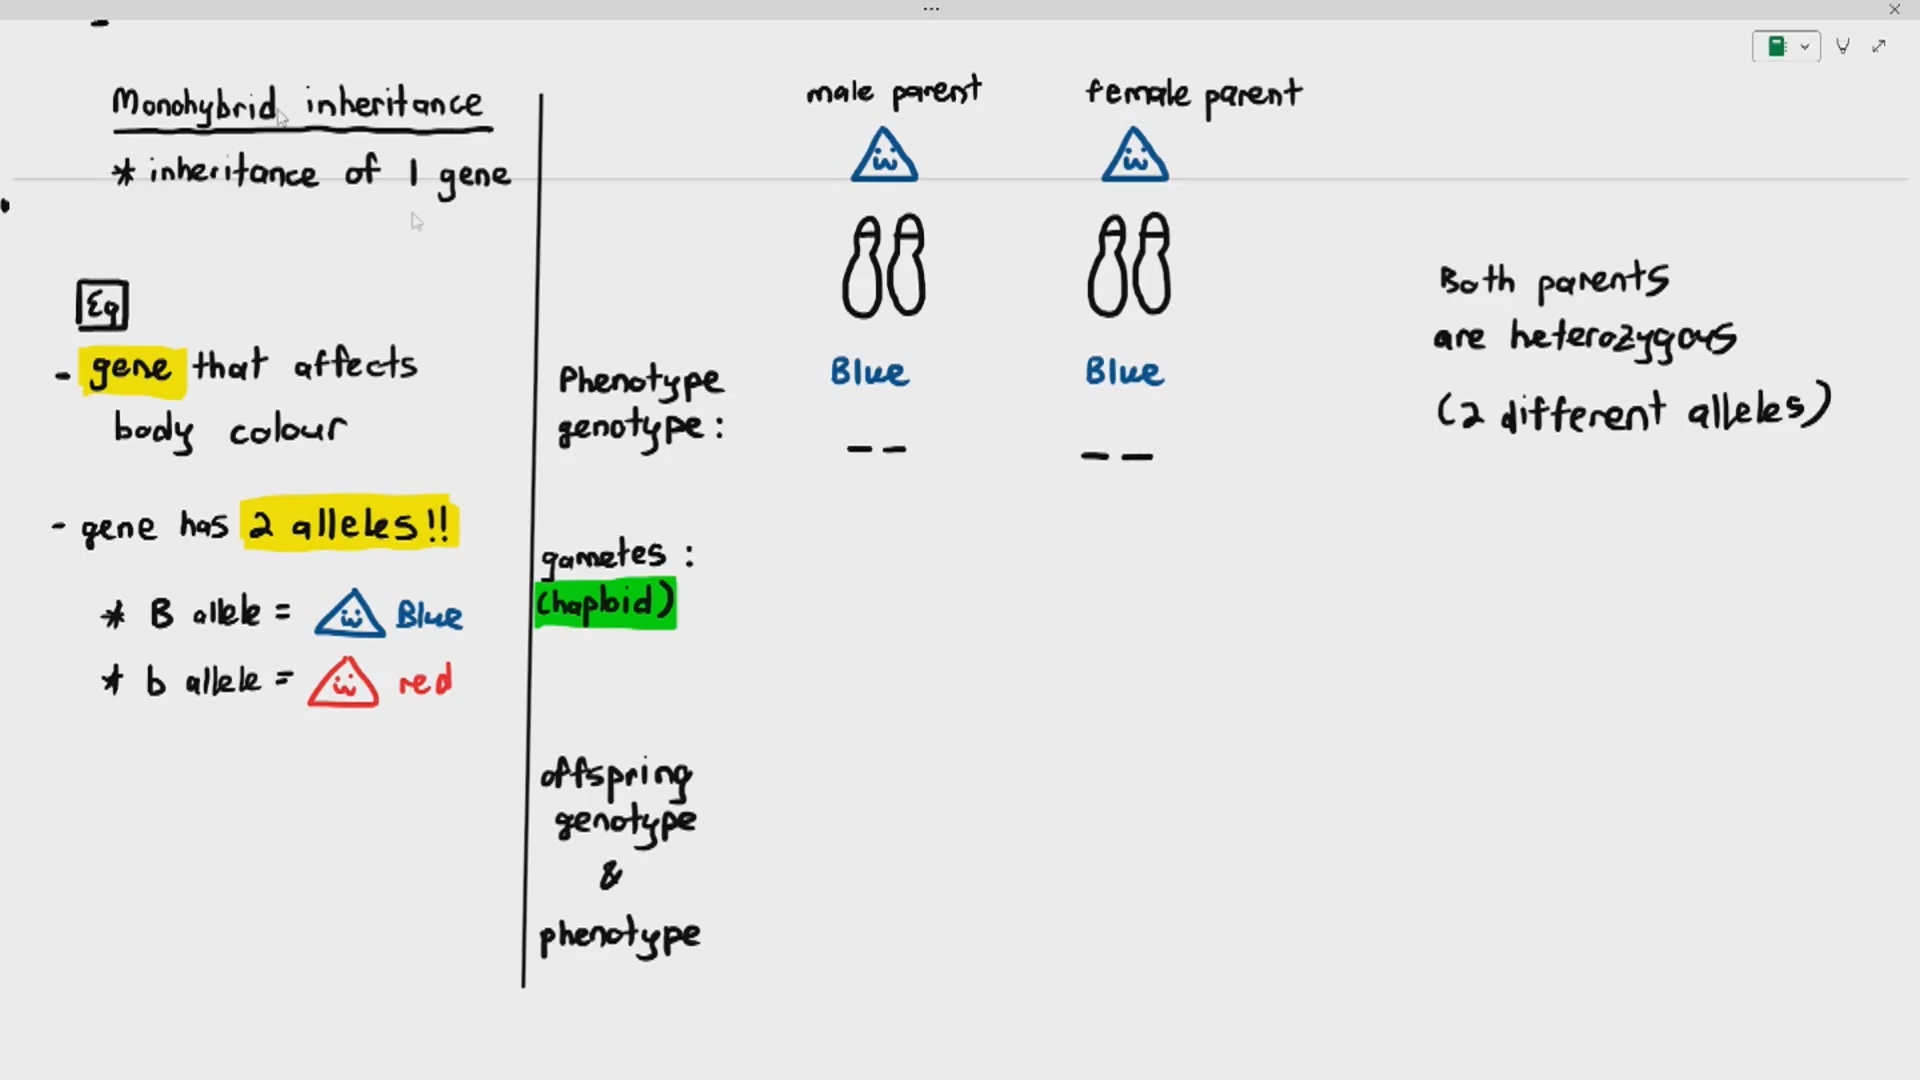 Monohybrid inheritance
* inheritance of 1 gene
Eg
- gene that affects
body colour
- gene has 2 alleles!!
* B allele = Blue
* b allele = red
male parent female parent
Phenotype Blue Blue
genotype: _ _ _ _
gametes :
(haploid)
offspring
genotype
&
phenotype
Both parents
are heterozygous
(2 different alleles)